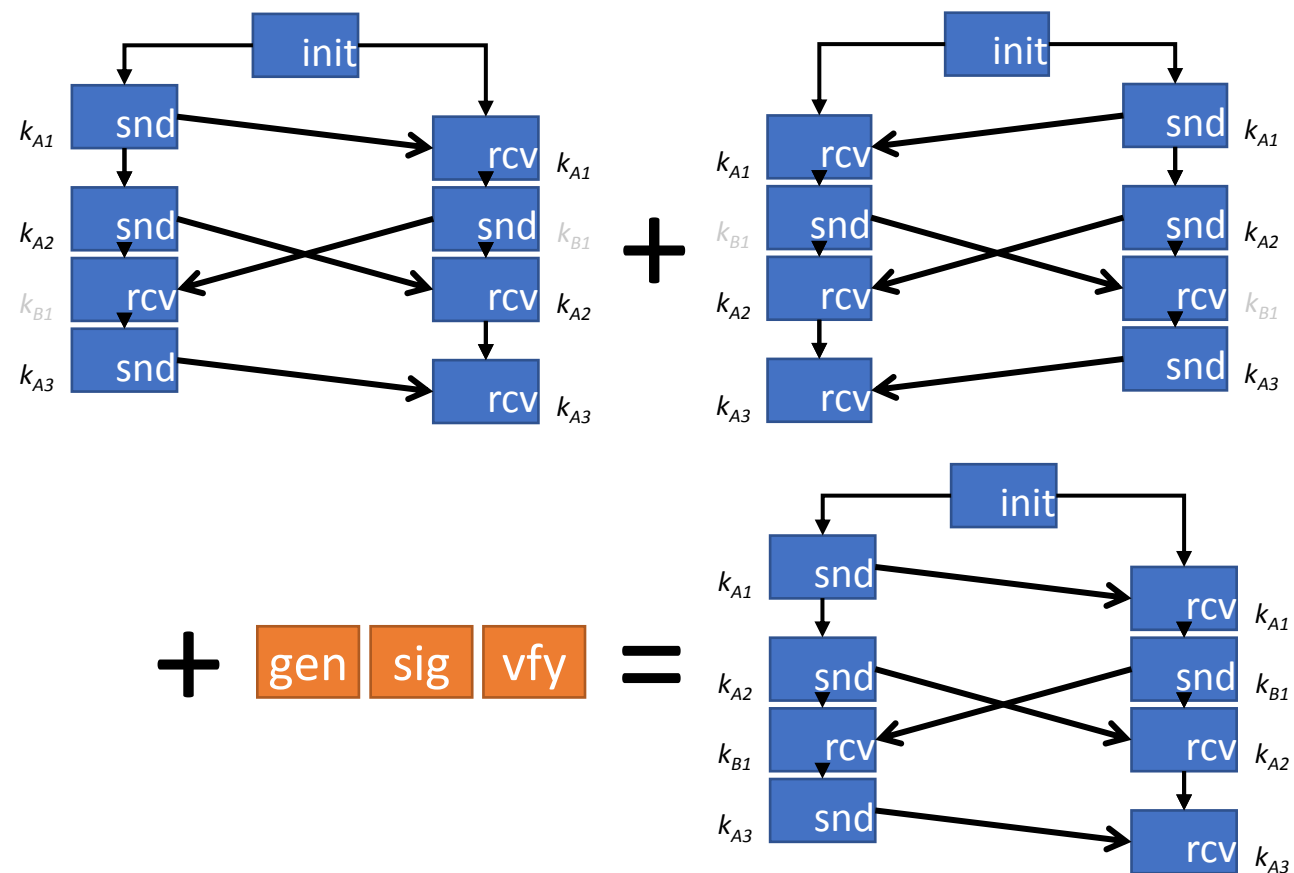 init
snd
k_A1
rcv
k_A1
snd
k_A2
snd
k_B1
rcv
k_B1
rcv
k_A2
snd
k_A3
rcv
k_A3
+
init
snd
k_A1
rcv
k_A1
snd
k_B1
snd
k_A2
rcv
k_A2
rcv
k_B1
snd
k_A3
rcv
k_A3
+
gen
sig
vfy
=
init
snd
k_A1
rcv
k_A1
snd
k_A2
snd
k_B1
rcv
k_B1
rcv
k_A2
snd
k_A3
rcv
k_A3